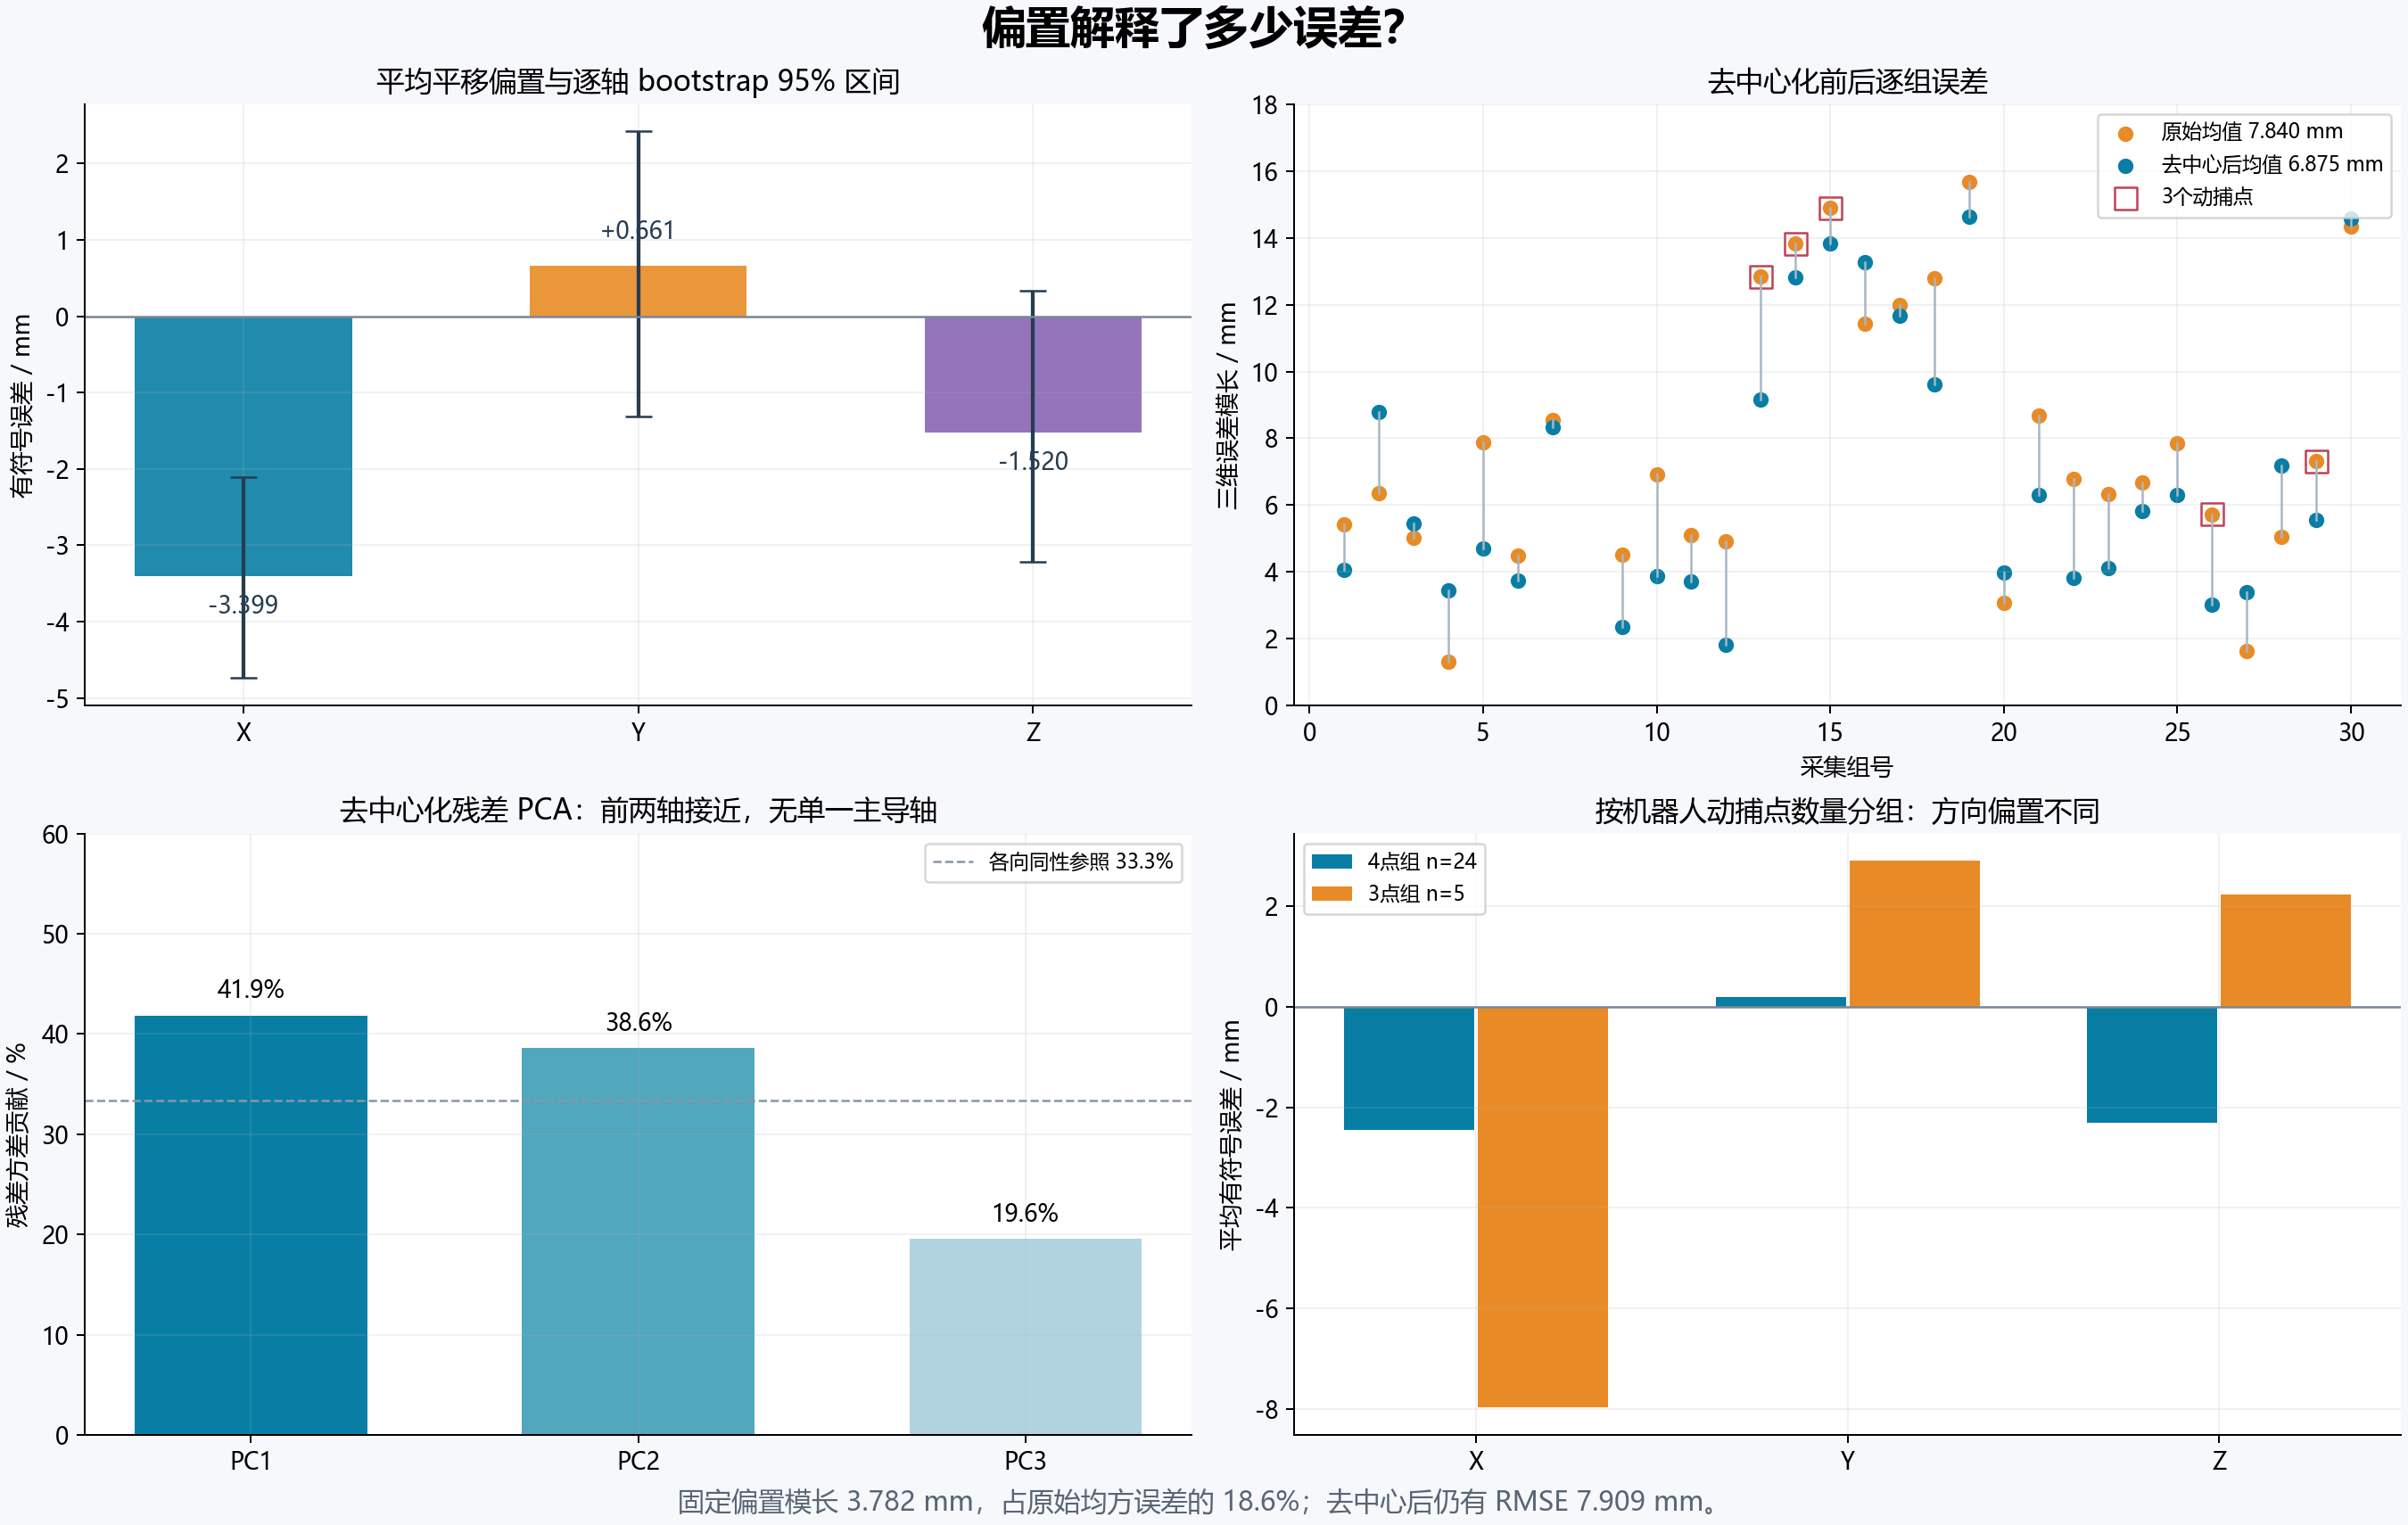 偏置解释了多少误差?
平均平移偏置与逐轴 bootstrap 95% 区间
有符号误差 / mm
2
1
0
-1
-2
-3
-4
-5
-3.399
+0.661
-1.520
X
Y
Z
去中心化前后逐组误差
三维误差模长 / mm
18
16
14
12
10
8
6
4
2
0
原始均值 7.840 mm
去中心后均值 6.875 mm
3个动捕点
0
5
10
15
20
25
30
采集组号
去中心化残差 PCA：前两轴接近，无单一主导轴
残差方差贡献 / %
60
50
40
30
20
10
0
各向同性参照 33.3%
41.9%
38.6%
19.6%
PC1
PC2
PC3
按机器人动捕点数量分组：方向偏置不同
平均有符号误差 / mm
2
0
-2
-4
-6
-8
4点组 n=24
3点组 n=5
X
Y
Z
固定偏置模长 3.782 mm，占原始均方误差的 18.6%；去中心后仍有 RMSE 7.909 mm。